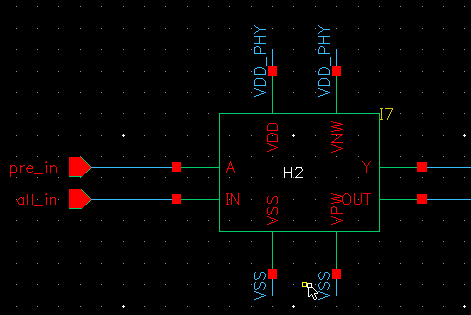 VDD_PHY VDD_PHY
I7
VDD VNW
pre_in A H2 Y
all_in IN OUT
VSS VPW
VSS VSS